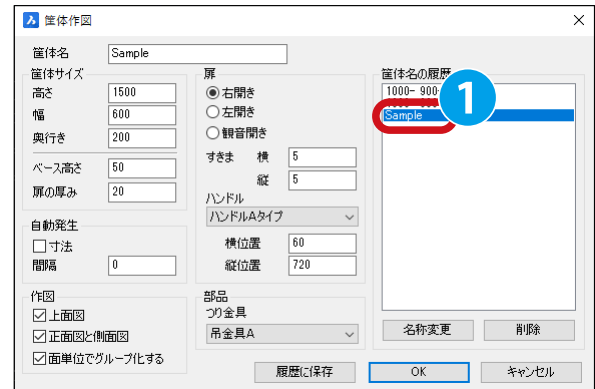 筐体作図
筐体名 Sample
筐体サイズ
高さ 1500
幅 600
奥行き 200
ベース高さ 50
扉の厚み 20
自動発生
寸法
間隔 0
作図
上面図
正面図と側面図
面単位でグループ化する
扉
右開き
左開き
観音開き
すきま 横 5
縦 5
ハンドル
ハンドルAタイプ
横位置 60
縦位置 720
部品
つり金具
吊金具A
筐体名の履歴
1000- 900-
Sample
1
名称変更 削除
履歴に保存 OK キャンセル